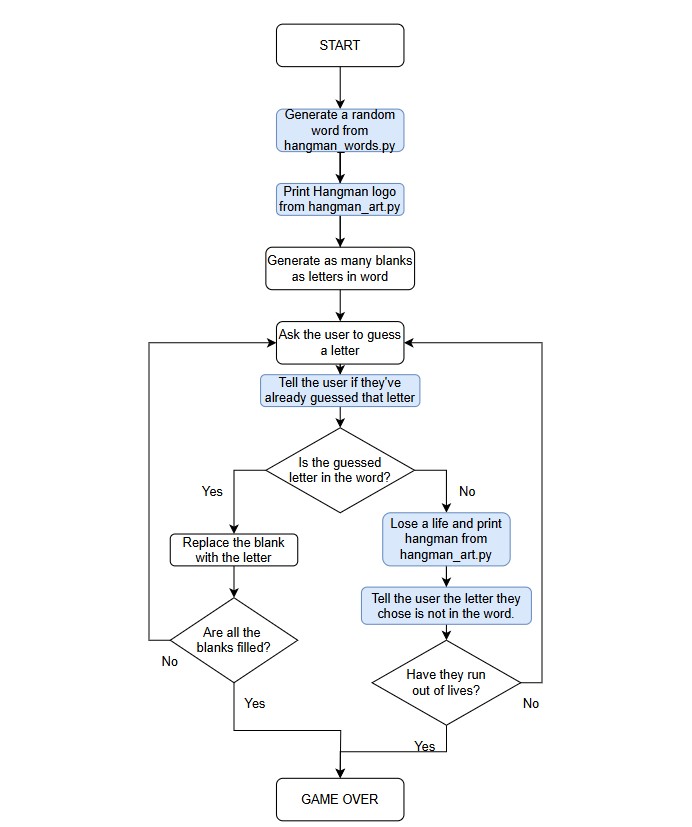 START
Generate a random
word from
hangman_words.py
Print Hangman logo
from hangman_art.py
Generate as many blanks
as letters in word
Ask the user to guess
a letter
Tell the user if they've
already guessed that letter
Is the guessed
letter in the word?
Yes
No
Replace the blank
with the letter
Lose a life and print
hangman from
hangman_art.py
Tell the user the letter they
chose is not in the word.
Are all the
blanks filled?
No
Yes
Have they run
out of lives?
No
Yes
GAME OVER